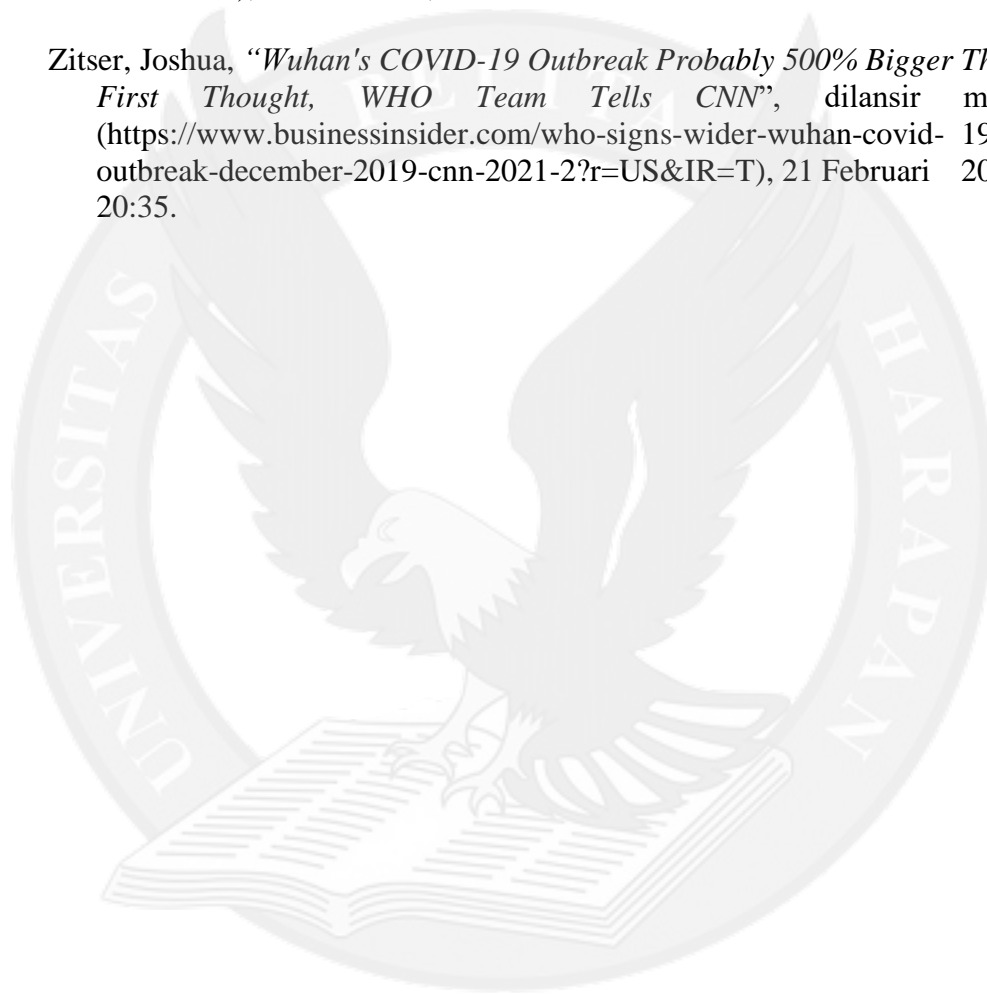 Zitser, Joshua, “Wuhan's COVID-19 Outbreak Probably 500% Bigger
First Thought, WHO Team Tells CNN”, dilansir
(https://www.businessinsider.com/who-signs-wider-wuhan-covid- 19
outbreak-december-2019-cnn-2021-2?r=US&IR=T), 21 Februari 20
20:35.
UNIVERSITAS
PELITA
HARAPAN